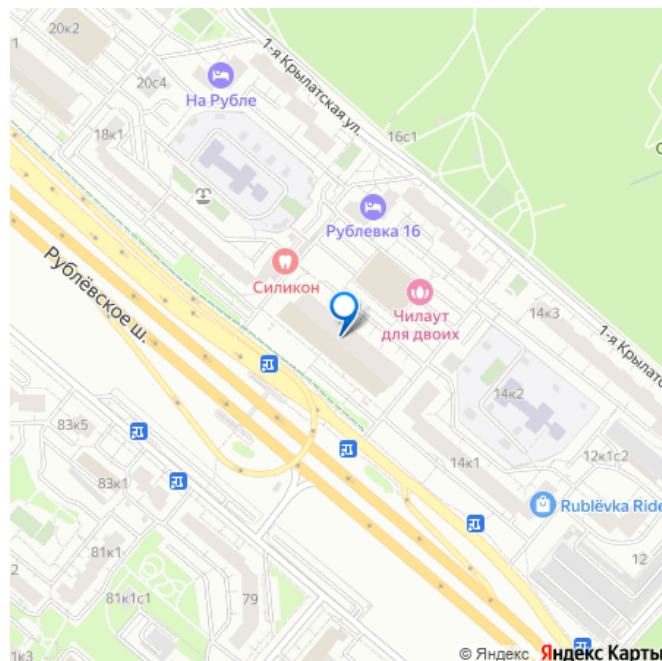 20к2
20с4
На Рубле
1-я Крылатская ул.
18к1
16с1
С
Рублевка 16
Силикон
Чилаут
для двоих
Рублёвское ш.
14к3
1-я Крылатс
14к2
83к5
83к1
14к1
12к1с2
Rublëvka Ride
81к1
12
2
81к1с1
79
1к3
© Яндекс Яндекс Карты